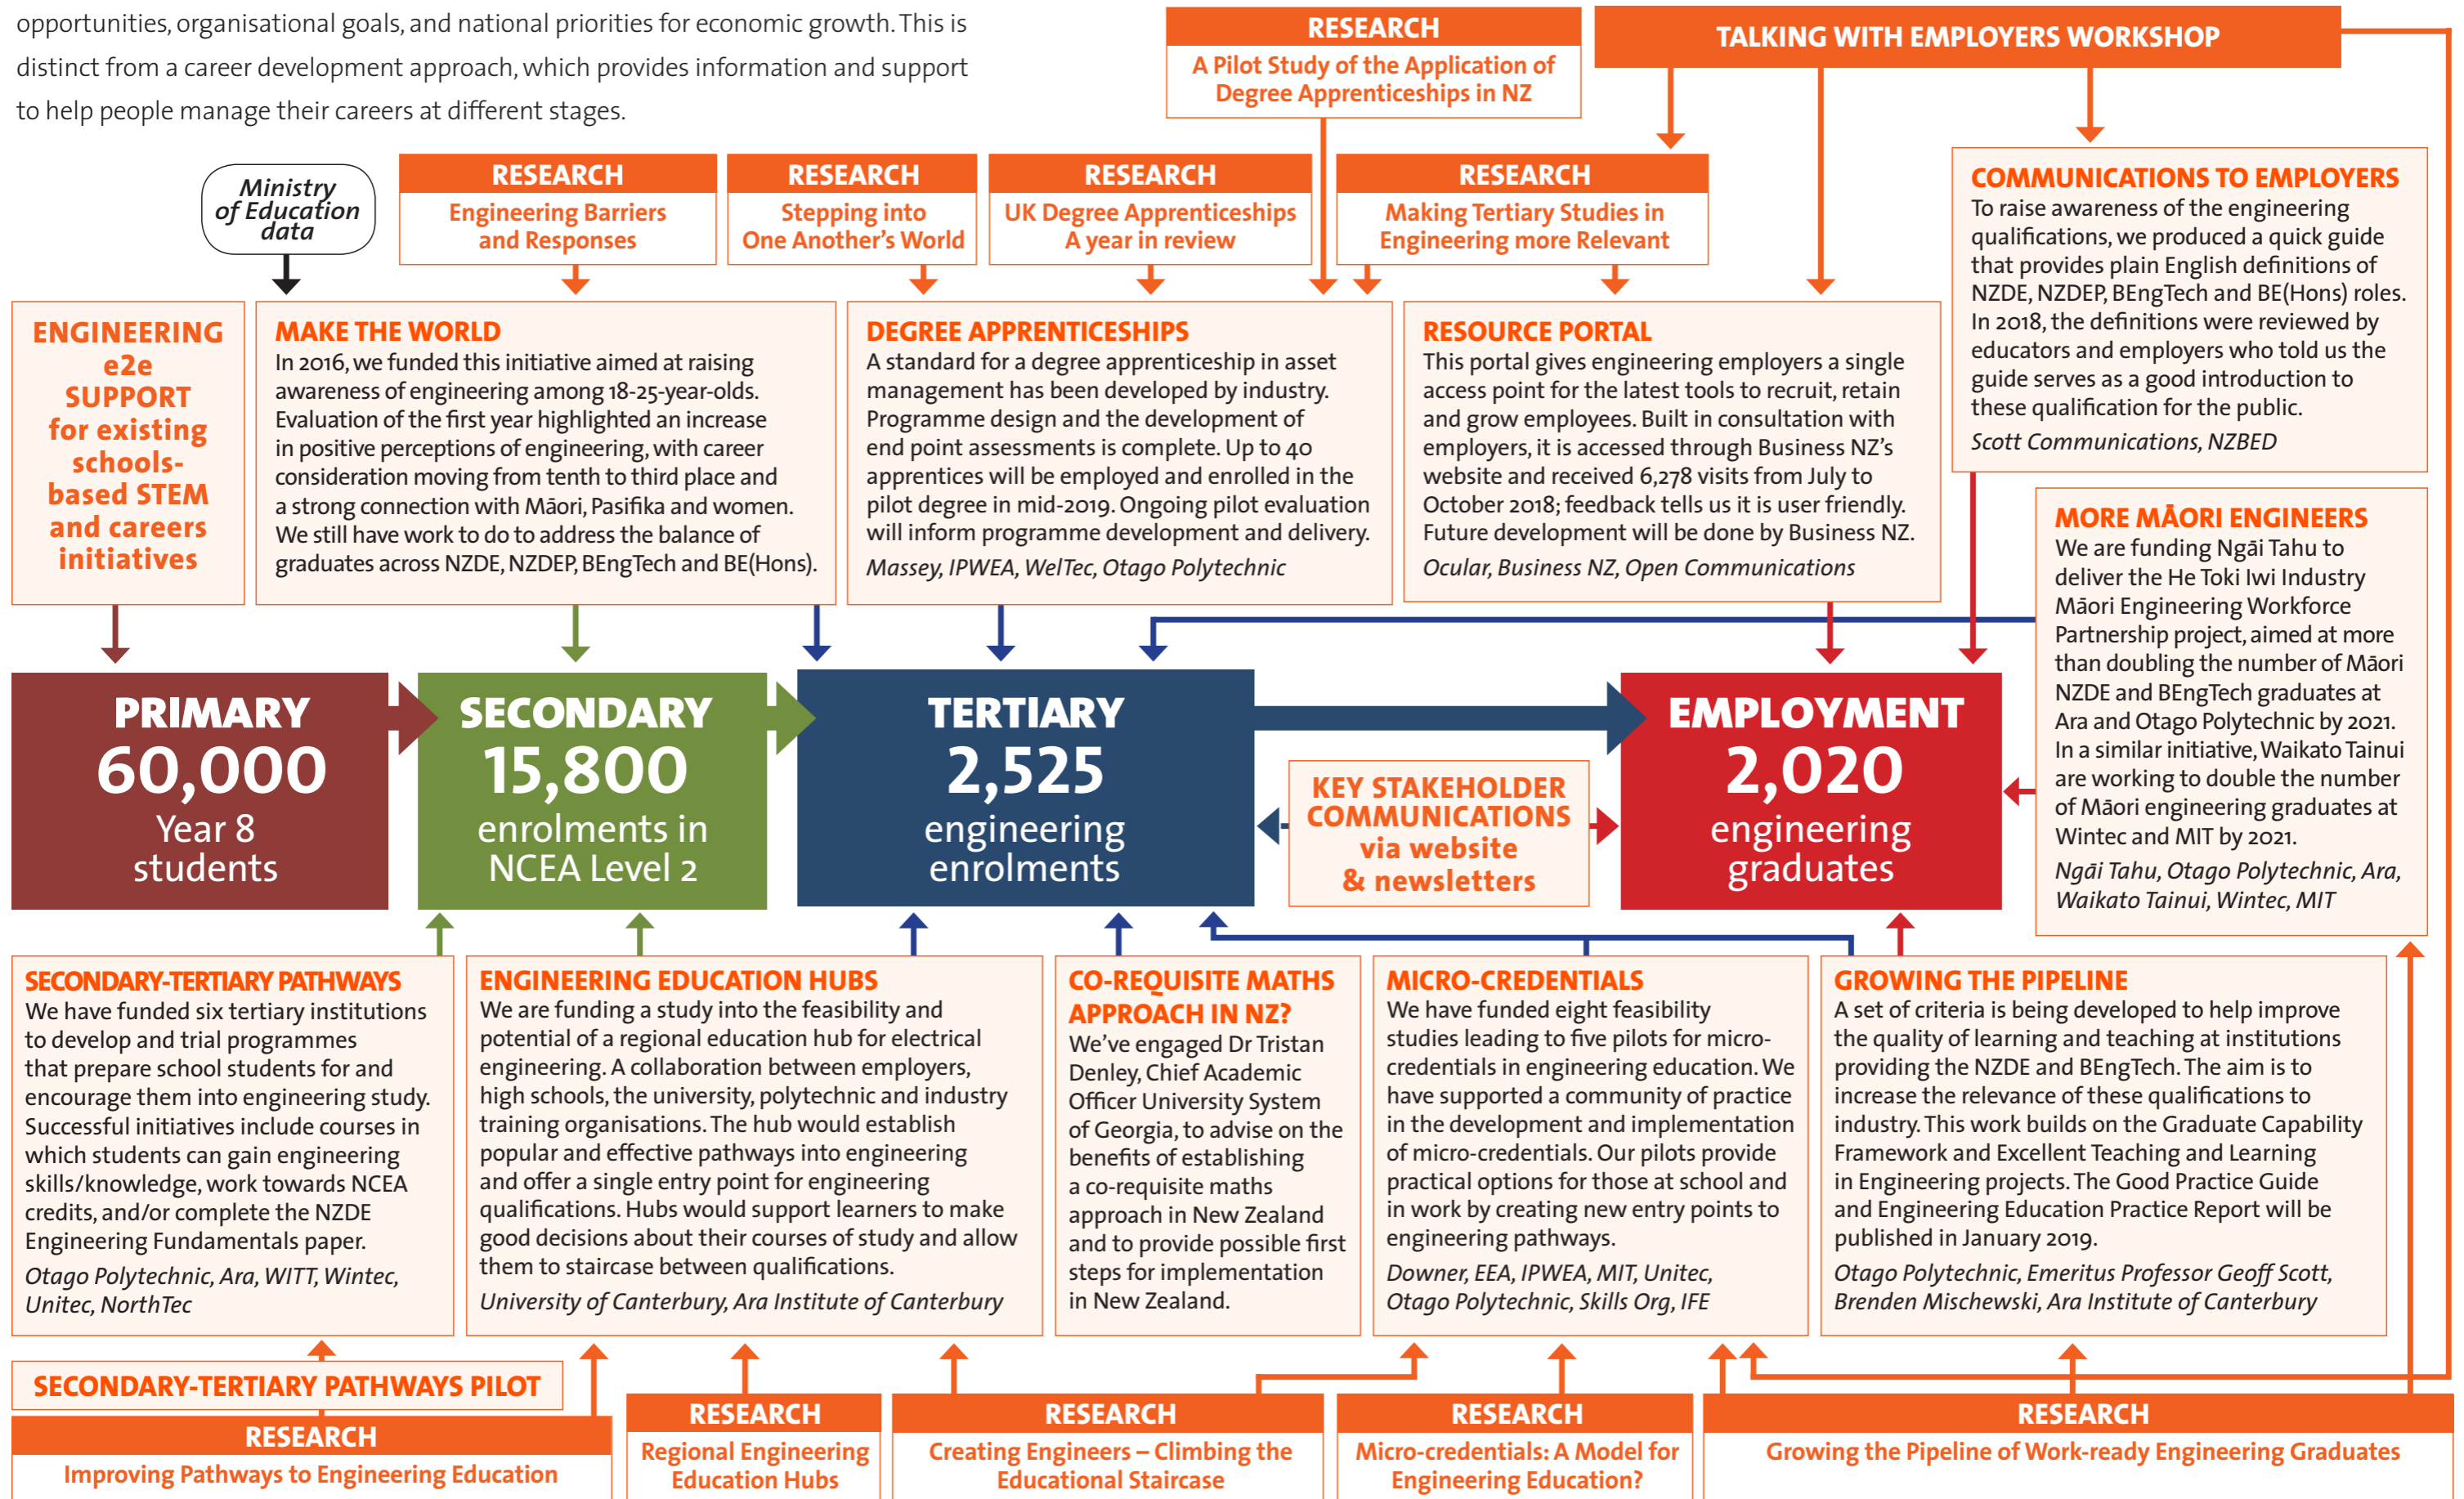 opportunities, organisational goals, and national priorities for economic growth. This is
distinct from a career development approach, which provides information and support
to help people manage their careers at different stages.
RESEARCH
A Pilot Study of the Application of
Degree Apprenticeships in NZ
TALKING WITH EMPLOYERS WORKSHOP
Ministry
of Education
data
RESEARCH
Engineering Barriers
and Responses
RESEARCH
Stepping into
One Another's World
RESEARCH
UK Degree Apprenticeships
A year in review
RESEARCH
Making Tertiary Studies in
Engineering more Relevant
COMMUNICATIONS TO EMPLOYERS
To raise awareness of the engineering
qualifications, we produced a quick guide
that provides plain English definitions of
NZDE, NZDEP, BEngTech and BE(Hons) roles.
In 2018, the definitions were reviewed by
educators and employers who told us the
guide serves as a good introduction to
these qualification for the public.
Scott Communications, NZBED
ENGINEERING
e2e
SUPPORT
for existing
schools-
based STEM
and careers
initiatives
MAKE THE WORLD
In 2016, we funded this initiative aimed at raising
awareness of engineering among 18-25-year-olds.
Evaluation of the first year highlighted an increase
in positive perceptions of engineering, with career
consideration moving from tenth to third place and
a strong connection with Māori, Pasifika and women.
We still have work to do to address the balance of
graduates across NZDE, NZDEP, BEngTech and BE(Hons).
DEGREE APPRENTICESHIPS
A standard for a degree apprenticeship in asset
management has been developed by industry.
Programme design and the development of
end point assessments is complete. Up to 40
apprentices will be employed and enrolled in the
pilot degree in mid-2019. Ongoing pilot evaluation
will inform programme development and delivery.
Massey, IPWEA, WelTec, Otago Polytechnic
RESOURCE PORTAL
This portal gives engineering employers a single
access point for the latest tools to recruit, retain
and grow employees. Built in consultation with
employers, it is accessed through Business NZ's
website and received 6,278 visits from July to
October 2018; feedback tells us it is user friendly.
Future development will be done by Business NZ.
Ocular, Business NZ, Open Communications
MORE MĀORI ENGINEERS
We are funding Ngāi Tahu to
deliver the He Toki Iwi Industry
Māori Engineering Workforce
Partnership project, aimed at more
than doubling the number of Māori
NZDE and BEngTech graduates at
Ara and Otago Polytechnic by 2021.
In a similar initiative, Waikato Tainui
are working to double the number
of Māori engineering graduates at
Wintec and MIT by 2021.
Ngāi Tahu, Otago Polytechnic, Ara,
Waikato Tainui, Wintec, MIT
PRIMARY
60,000
Year 8
students
SECONDARY
15,800
enrolments in
NCEA Level 2
TERTIARY
2,525
engineering
enrolments
KEY STAKEHOLDER
COMMUNICATIONS
via website
& newsletters
EMPLOYMENT
2,020
engineering
graduates
SECONDARY-TERTIARY PATHWAYS
We have funded six tertiary institutions
to develop and trial programmes
that prepare school students for and
encourage them into engineering study.
Successful initiatives include courses in
which students can gain engineering
skills/knowledge, work towards NCEA
credits, and/or complete the NZDE
Engineering Fundamentals paper.
Otago Polytechnic, Ara, WITT, Wintec,
Unitec, NorthTec
ENGINEERING EDUCATION HUBS
We are funding a study into the feasibility and
potential of a regional education hub for electrical
engineering. A collaboration between employers,
high schools, the university, polytechnic and industry
training organisations. The hub would establish
popular and effective pathways into engineering
and offer a single entry point for engineering
qualifications. Hubs would support learners to make
good decisions about their courses of study and allow
them to staircase between qualifications.
University of Canterbury, Ara Institute of Canterbury
CO-REQUISITE MATHS
APPROACH IN NZ?
We've engaged Dr Tristan
Denley, Chief Academic
Officer University System
of Georgia, to advise on the
benefits of establishing
a co-requisite maths
approach in New Zealand
and to provide possible first
steps for implementation
in New Zealand.
MICRO-CREDENTIALS
We have funded eight feasibility
studies leading to five pilots for micro-
credentials in engineering education. We
have supported a community of practice
in the development and implementation
of micro-credentials. Our pilots provide
practical options for those at school and
in work by creating new entry points to
engineering pathways.
Downer, EEA, IPWEA, MIT, Unitec,
Otago Polytechnic, Skills Org, IFE
GROWING THE PIPELINE
A set of criteria is being developed to help improve
the quality of learning and teaching at institutions
providing the NZDE and BEngTech. The aim is to
increase the relevance of these qualifications to
industry. This work builds on the Graduate Capability
Framework and Excellent Teaching and Learning
in Engineering projects. The Good Practice Guide
and Engineering Education Practice Report will be
published in January 2019.
Otago Polytechnic, Emeritus Professor Geoff Scott,
Brenden Mischewski, Ara Institute of Canterbury
SECONDARY-TERTIARY PATHWAYS PILOT
RESEARCH
Improving Pathways to Engineering Education
RESEARCH
Regional Engineering
Education Hubs
RESEARCH
Creating Engineers – Climbing the
Educational Staircase
RESEARCH
Micro-credentials: A Model for
Engineering Education?
RESEARCH
Growing the Pipeline of Work-ready Engineering Graduates